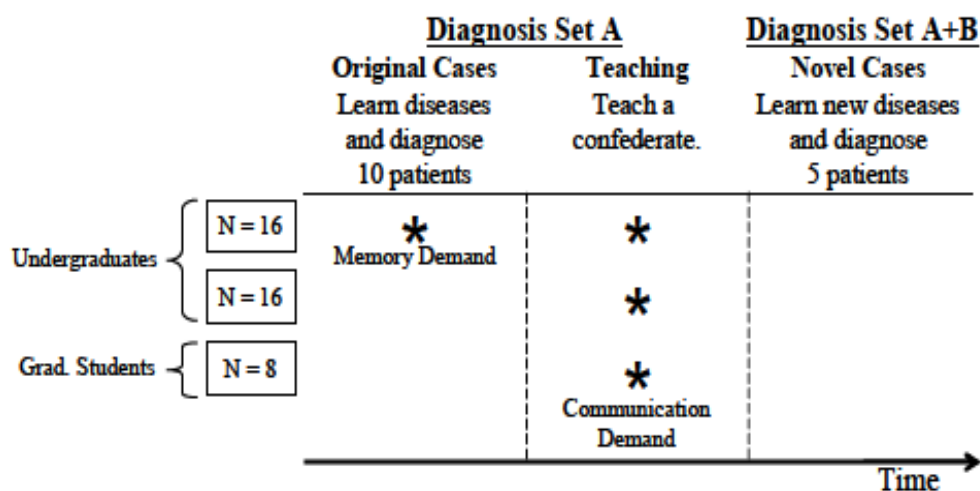 Diagnosis Set A Diagnosis Set A+B
Original Cases Teaching Novel Cases
Learn diseases Teach a Learn new diseases
and diagnose confederate. and diagnose
10 patients 5 patients
N = 16 * *
Memory Demand
Undergraduates
N = 16 *
Grad. Students N = 8 *
Communication
Demand
Time